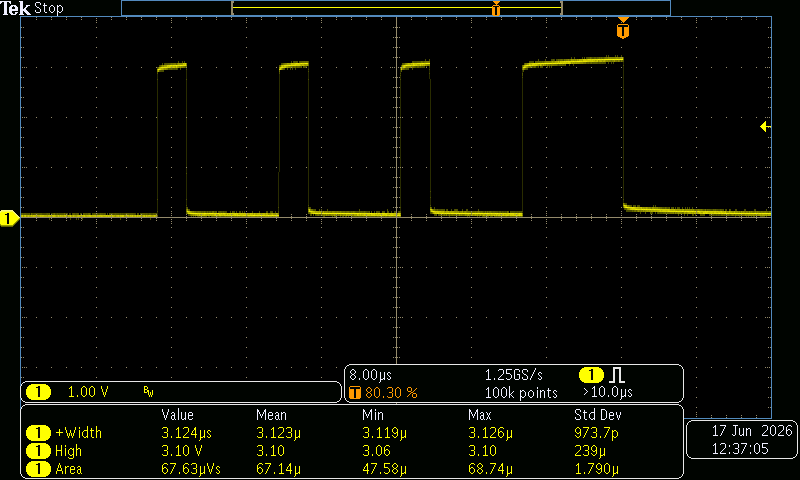 Tek Stop
T
T
1
1 1.00 V BW
8.00µs 1.25GS/s 1
T 80.30 % 100k points >10.0µs
Value Mean Min Max Std Dev
1 +Width 3.124µs 3.123µ 3.119µ 3.126µ 973.7p
1 High 3.10 V 3.10 3.06 3.10 239µ
1 Area 67.63µVs 67.14µ 47.58µ 68.74µ 1.790µ
17 Jun 2026
12:37:05